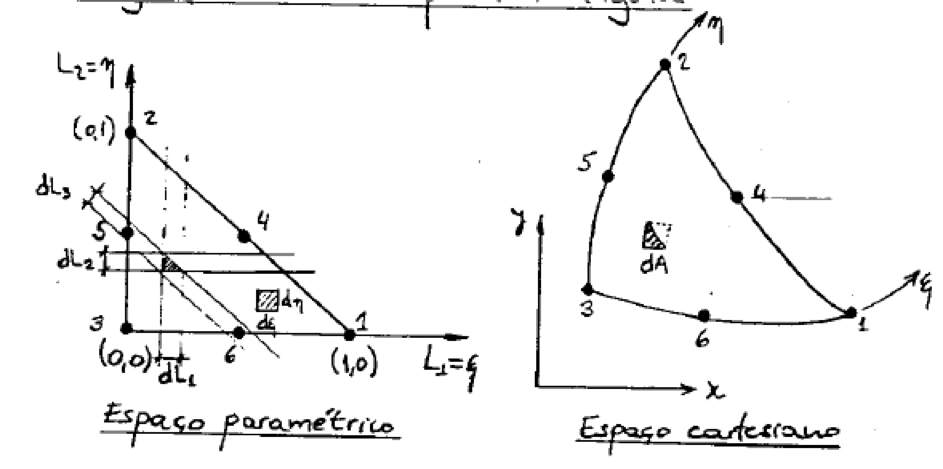 L₂=η
(0,1)
2
dL₃
5
4
dL₂
dη
dξ
3
6
1
(0,0)
dL₁
(1,0)
L₁=ξ
Espaço paramétrico
η
2
5
4
y
dA
3
6
1
ξ
x
Espaço cartesiano